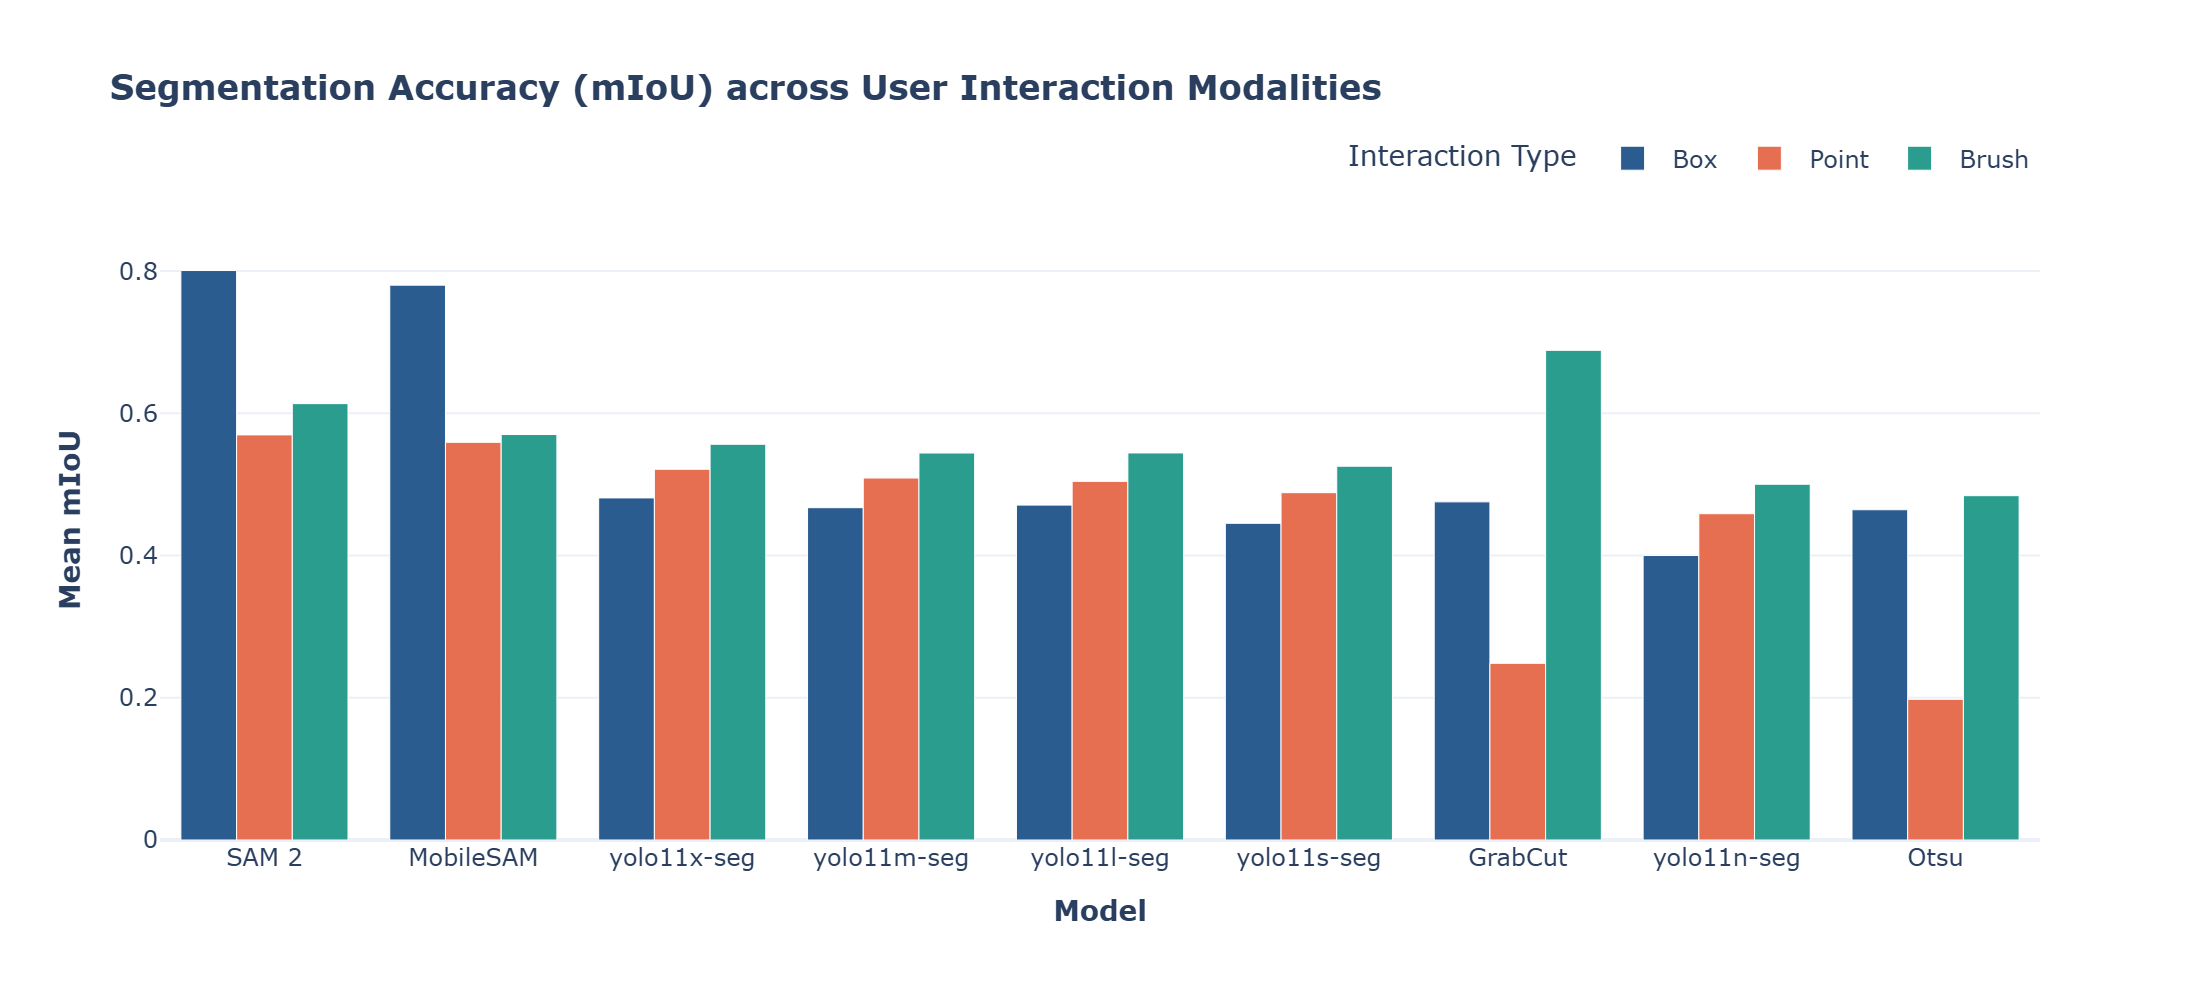 Segmentation Accuracy (mIoU) across User Interaction Modalities
Interaction Type Box Point Brush
0.8
0.6
0.4
0.2
0
Mean mIoU
SAM 2 MobileSAM yolo11x-seg yolo11m-seg yolo11l-seg yolo11s-seg GrabCut yolo11n-seg Otsu
Model